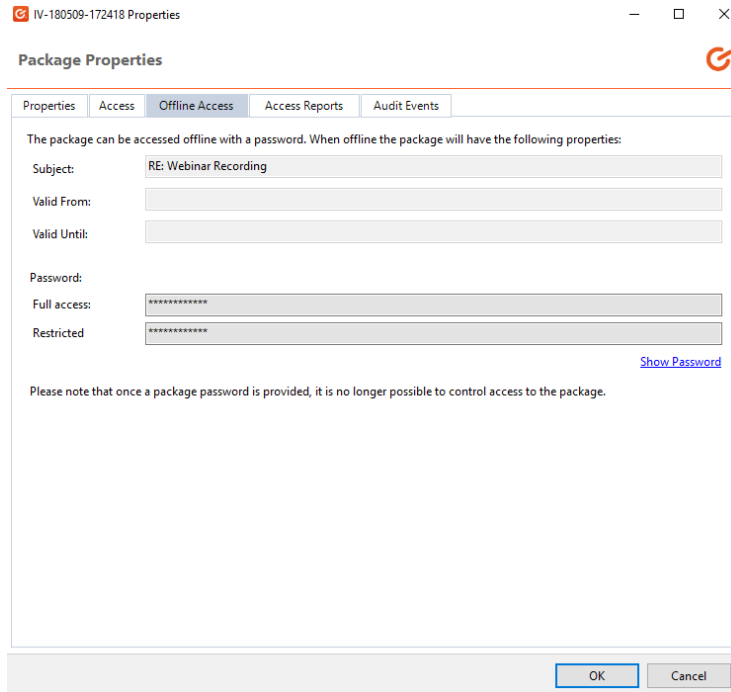 IV-180509-172418 Properties
Package Properties
Properties Access Offline Access Access Reports Audit Events
The package can be accessed offline with a password. When offline the package will have the following properties:
Subject: RE: Webinar Recording
Valid From:
Valid Until:
Password:
Full access: ************
Restricted ************
Show Password
Please note that once a package password is provided, it is no longer possible to control access to the package.
OK Cancel